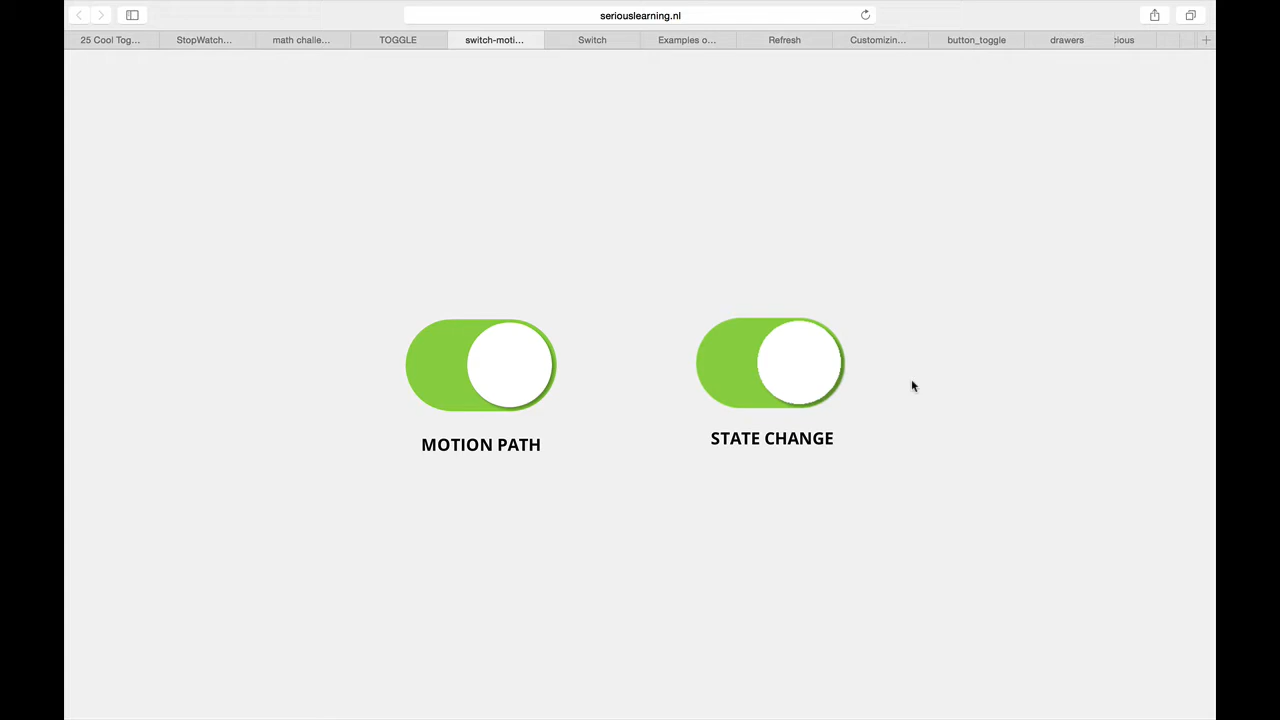 seriouslearning.nl
25 Cool Tog... StopWatch... math challe... TOGGLE switch-moti... Switch Examples o... Refresh Customizin... button_toggle drawers cious
MOTION PATH
STATE CHANGE